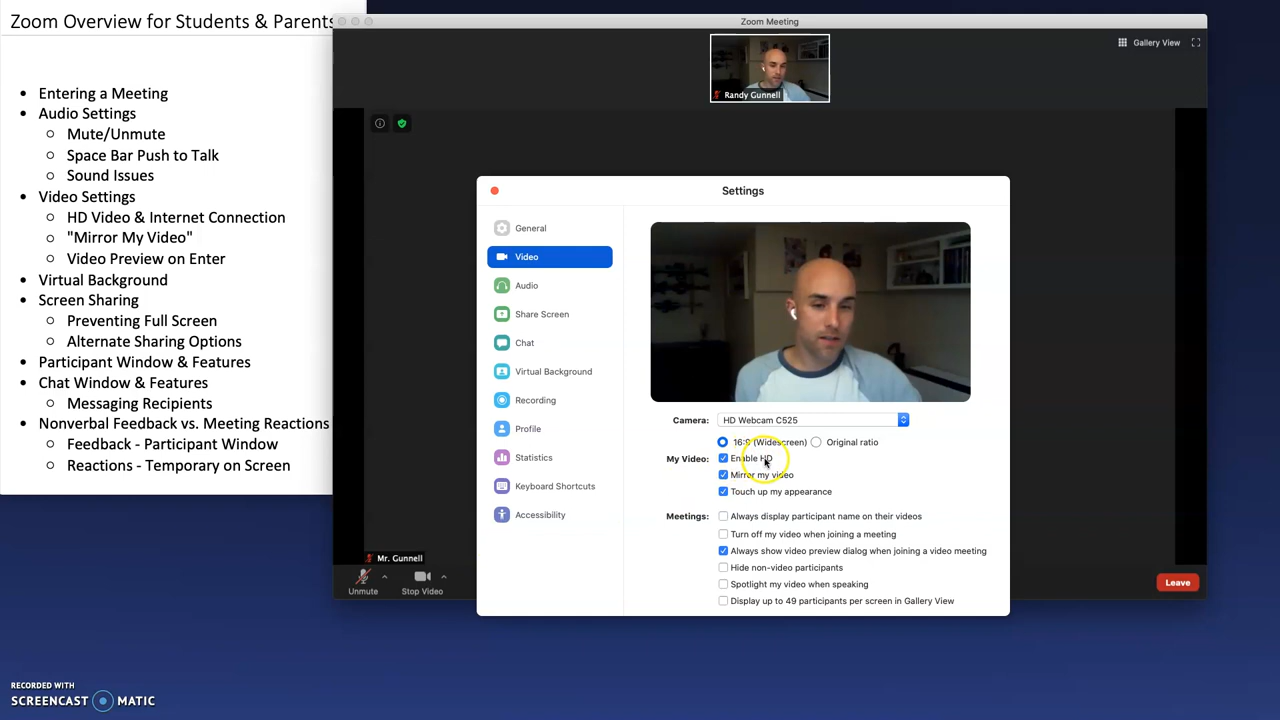 Zoom Overview for Students & Parents
Entering a Meeting
Audio Settings
Mute/Unmute
Space Bar Push to Talk
Sound Issues
Video Settings
HD Video & Internet Connection
"Mirror My Video"
Video Preview on Enter
Virtual Background
Screen Sharing
Preventing Full Screen
Alternate Sharing Options
Participant Window & Features
Chat Window & Features
Messaging Recipients
Nonverbal Feedback vs. Meeting Reactions
Feedback - Participant Window
Reactions - Temporary on Screen
Zoom Meeting
Gallery View
Randy Gunnell
Settings
General
Video
Audio
Share Screen
Chat
Virtual Background
Recording
Profile
Statistics
Keyboard Shortcuts
Accessibility
Camera: HD Webcam C525
16:9 (Widescreen) Original ratio
My Video: Enable HD
Mirror my video
Touch up my appearance
Meetings: Always display participant name on their videos
Turn off my video when joining a meeting
Always show video preview dialog when joining a video meeting
Hide non-video participants
Spotlight my video when speaking
Display up to 49 participants per screen in Gallery View
Mr. Gunnell
Unmute Stop Video Leave
RECORDED WITH
SCREENCAST MATIC